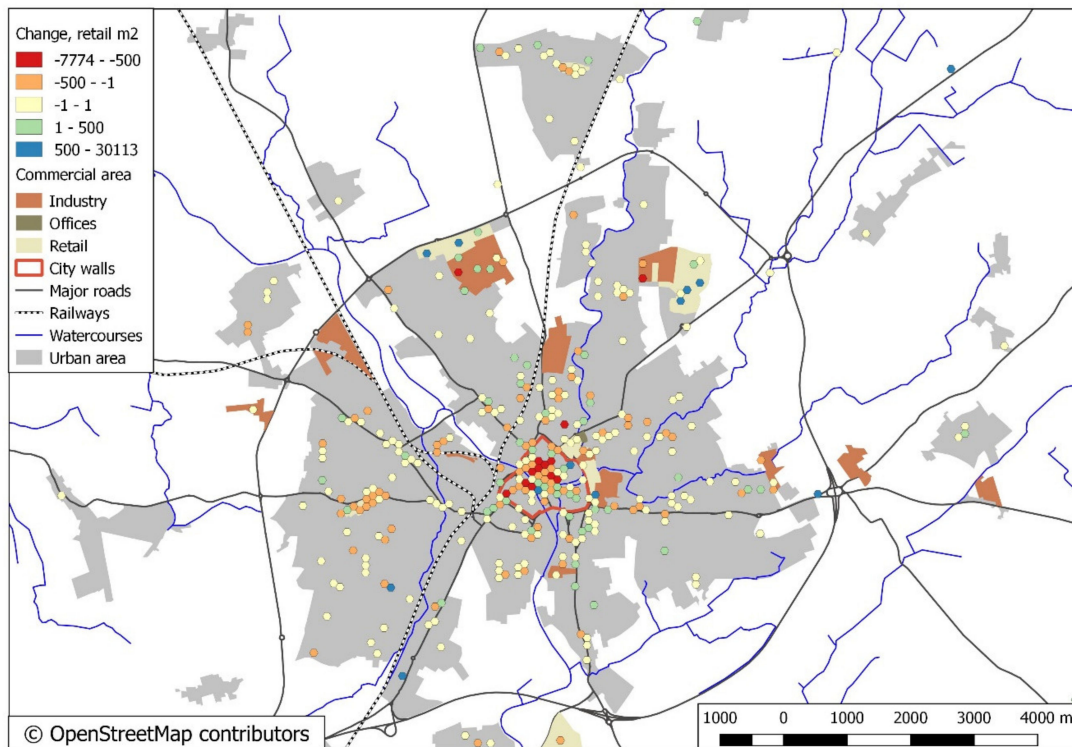 Change, retail m2
-7774 - -500
-500 - -1
-1 - 1
1 - 500
500 - 30113
Commercial area
Industry
Offices
Retail
City walls
Major roads
Railways
Watercourses
Urban area
© OpenStreetMap contributors
1000 0 1000 2000 3000 4000 m